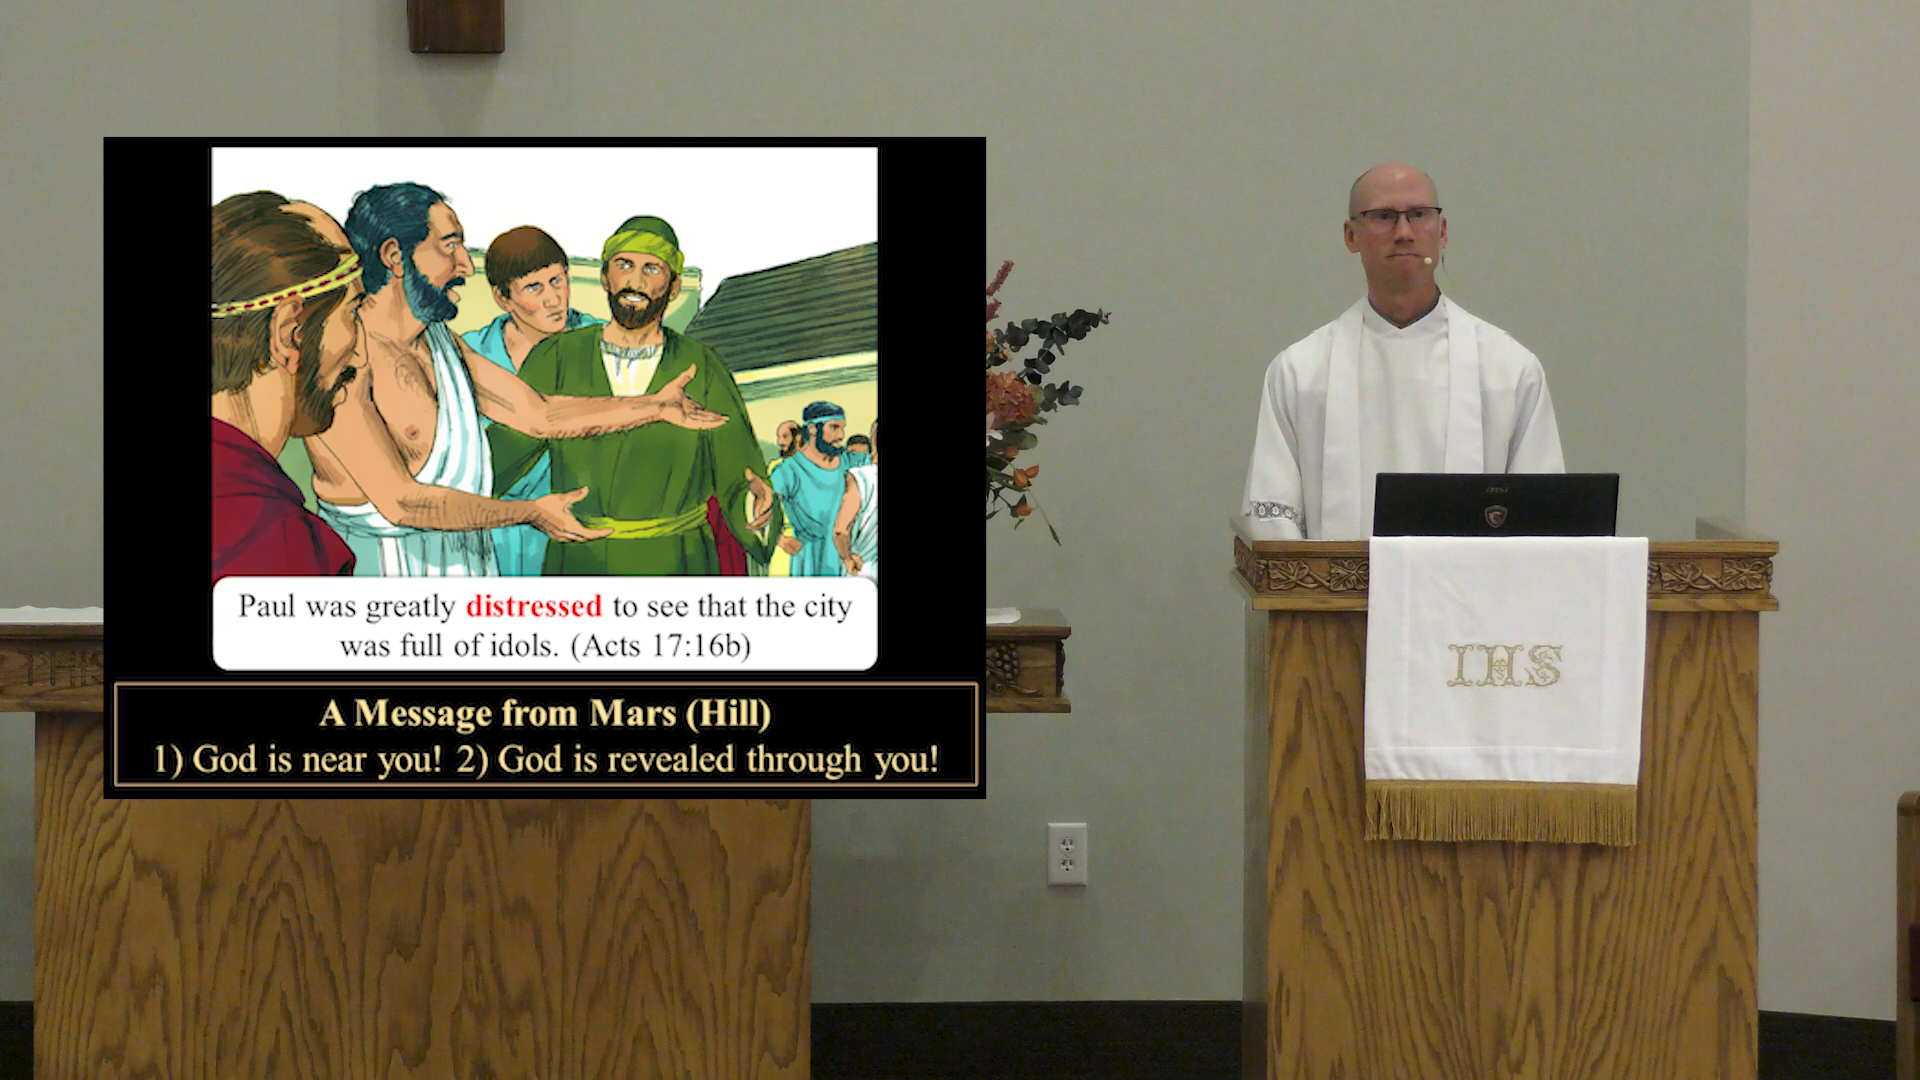 Paul was greatly distressed to see that the city
was full of idols. (Acts 17:16b)
A Message from Mars (Hill)
1) God is near you! 2) God is revealed through you!
IHS
IHS